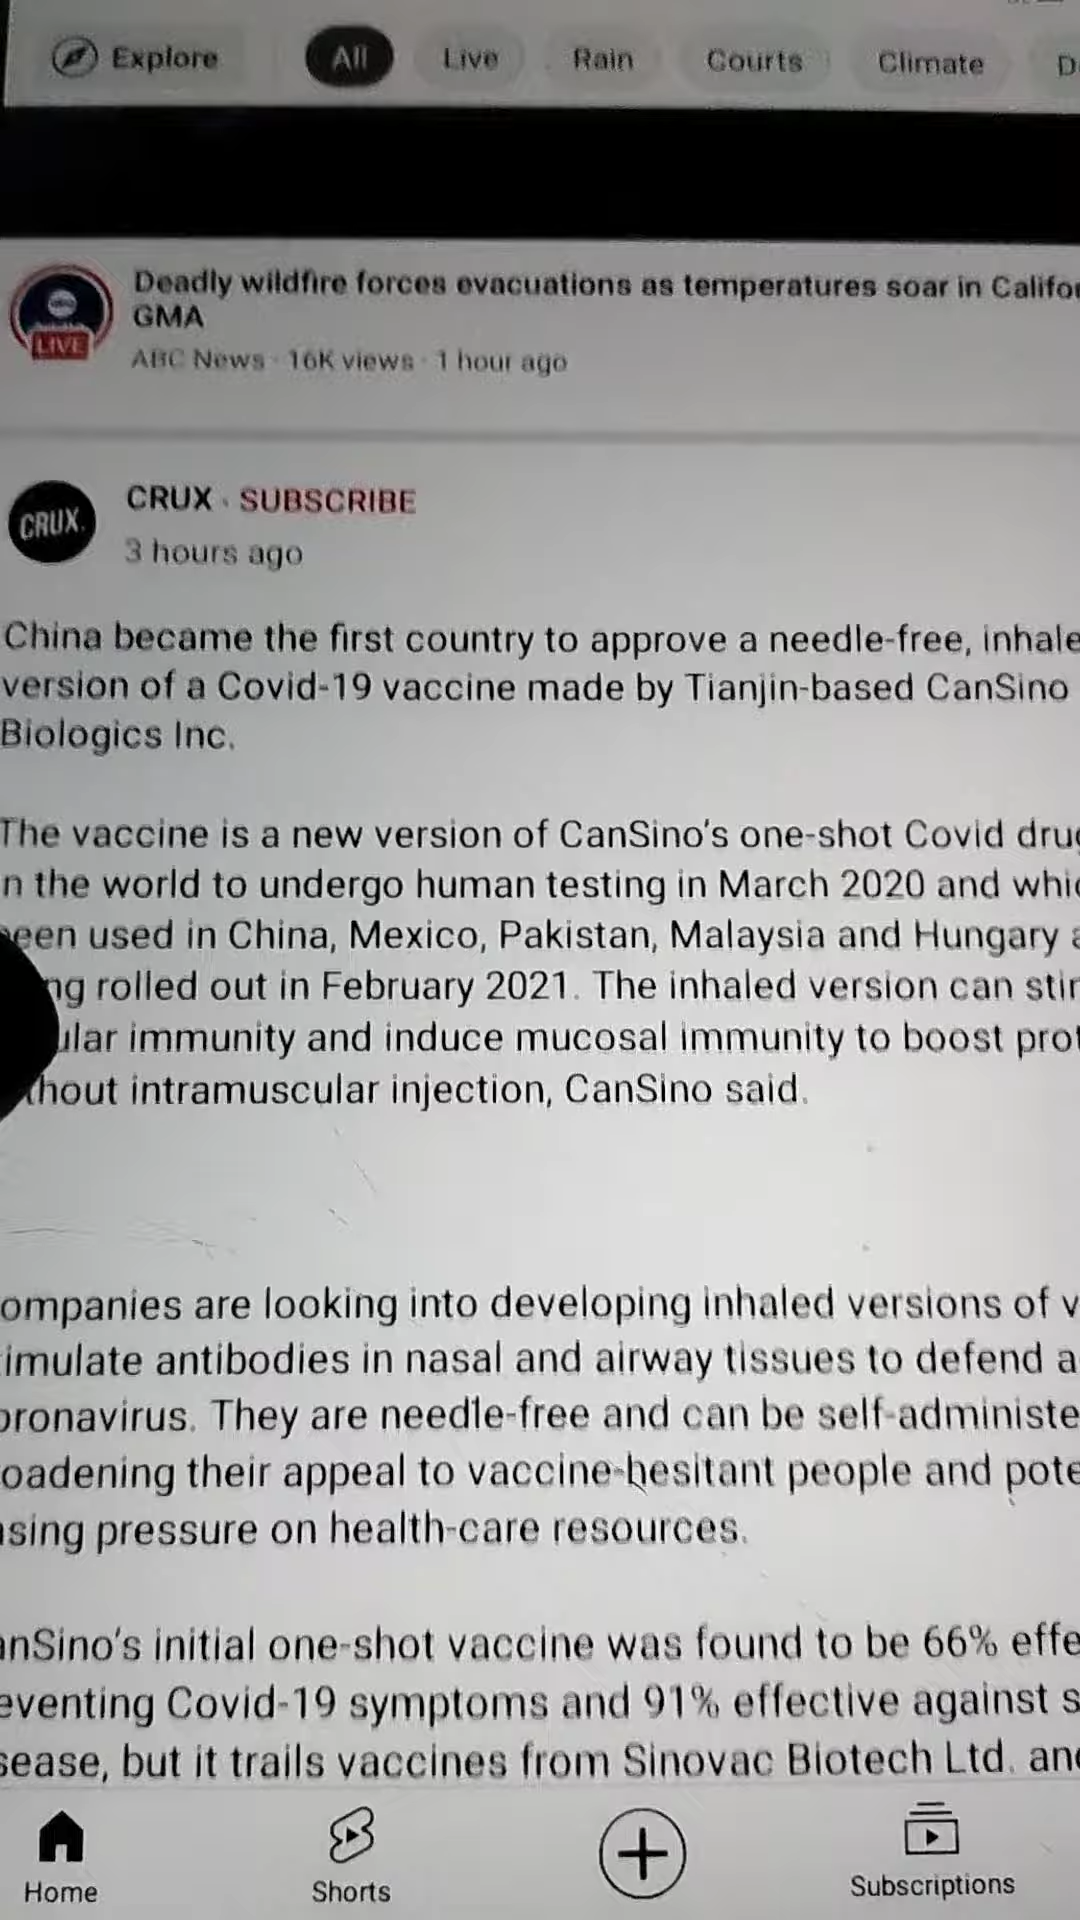 Explore All Live Rain Courts Climate D
Deadly wildfire forces evacuations as temperatures soar in Califo
GMA
LIVE
ABC News · 16K views · 1 hour ago
CRUX · SUBSCRIBE
CRUX.
3 hours ago
China became the first country to approve a needle-free, inhale
version of a Covid-19 vaccine made by Tianjin-based CanSino
Biologics Inc.
The vaccine is a new version of CanSino's one-shot Covid dru
n the world to undergo human testing in March 2020 and whi
een used in China, Mexico, Pakistan, Malaysia and Hungary a
ng rolled out in February 2021. The inhaled version can sti
ular immunity and induce mucosal immunity to boost prot
thout intramuscular injection, CanSino said.
ompanies are looking into developing inhaled versions of v
imulate antibodies in nasal and airway tissues to defend a
oronavirus. They are needle-free and can be self-administe
oadening their appeal to vaccine-hesitant people and pote
sing pressure on health-care resources.
anSino's initial one-shot vaccine was found to be 66% effe
eventing Covid-19 symptoms and 91% effective against s
sease, but it trails vaccines from Sinovac Biotech Ltd. and
Home Shorts Subscriptions